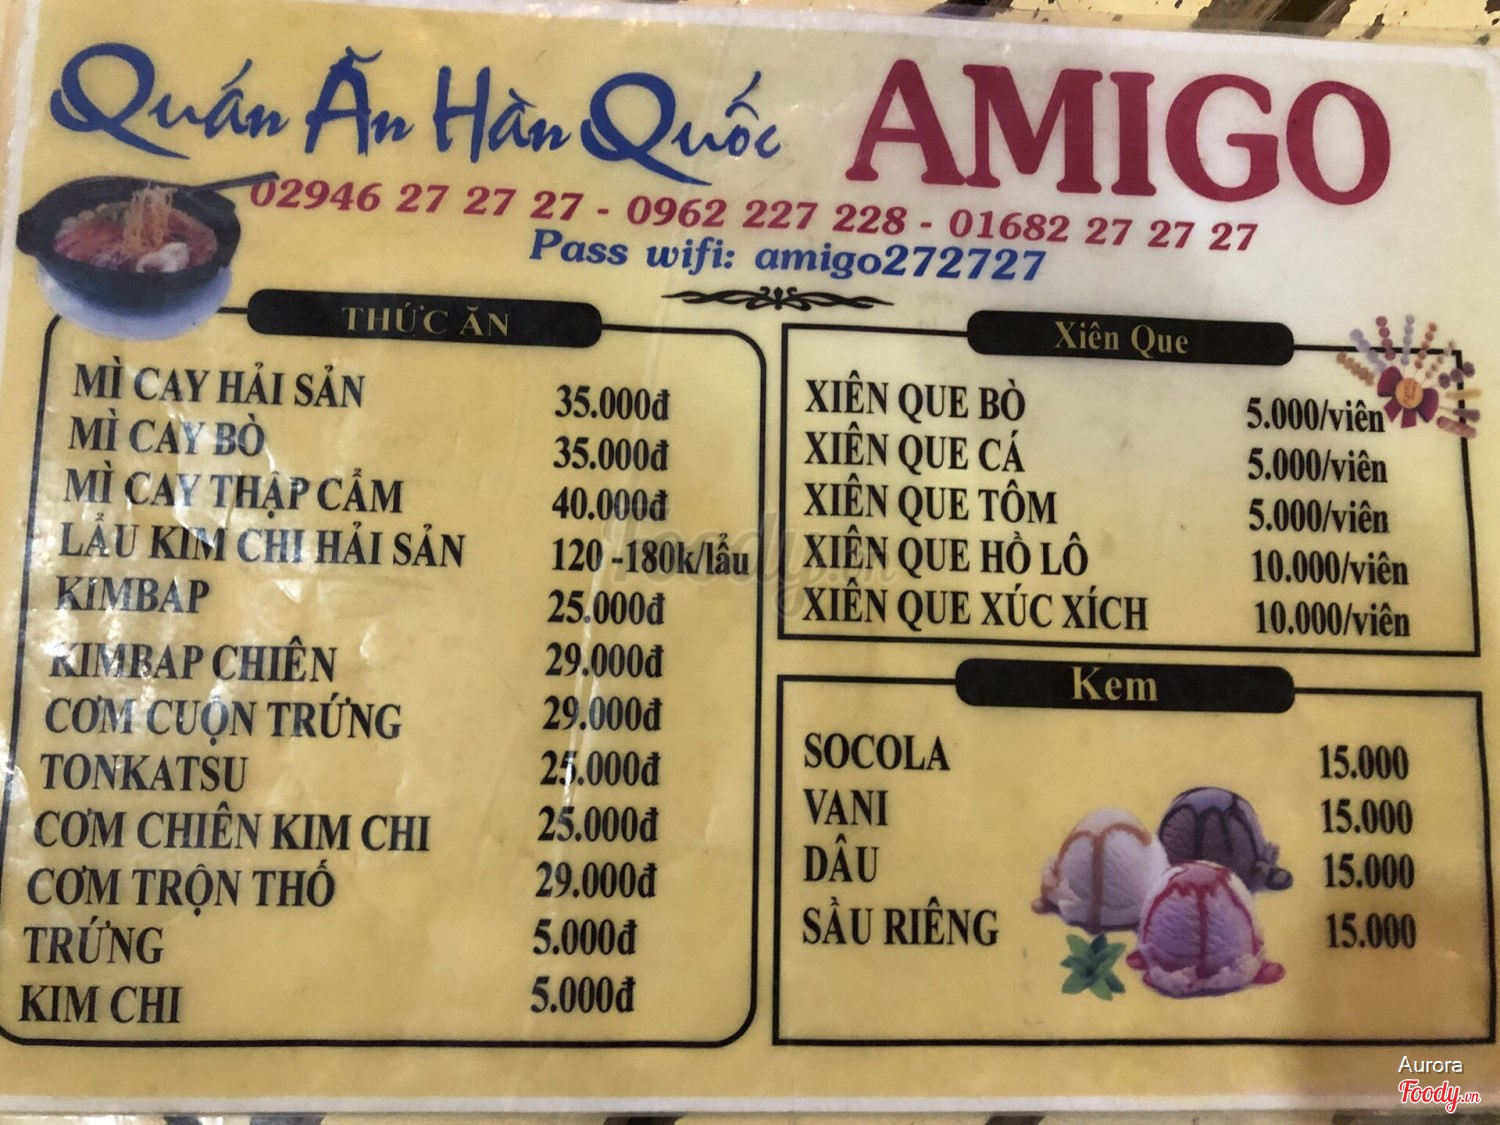 Quán Ăn Hàn Quốc AMIGO
02946 27 27 27 - 0962 227 228 - 01682 27 27 27
Pass wifi: amigo272727
THỨC ĂN
MÌ CAY HẢI SẢN 35.000đ
MÌ CAY BÒ 35.000đ
MÌ CAY THẬP CẨM 40.000đ
LẨU KIM CHI HẢI SẢN 120 -180k/lẩu
KIMBAP 25.000đ
KIMBAP CHIÊN 29.000đ
CƠM CUỘN TRỨNG 29.000đ
TONKATSU 25.000đ
CƠM CHIÊN KIM CHI 25.000đ
CƠM TRỘN THỐ 29.000đ
TRỨNG 5.000đ
KIM CHI 5.000đ
Xiên Que
XIÊN QUE BÒ 5.000/viên
XIÊN QUE CÁ 5.000/viên
XIÊN QUE TÔM 5.000/viên
XIÊN QUE HỒ LÔ 10.000/viên
XIÊN QUE XÚC XÍCH 10.000/viên
Kem
SOCOLA 15.000
VANI 15.000
DÂU 15.000
SẦU RIÊNG 15.000
Foody.vn
Aurora
Foody.vn